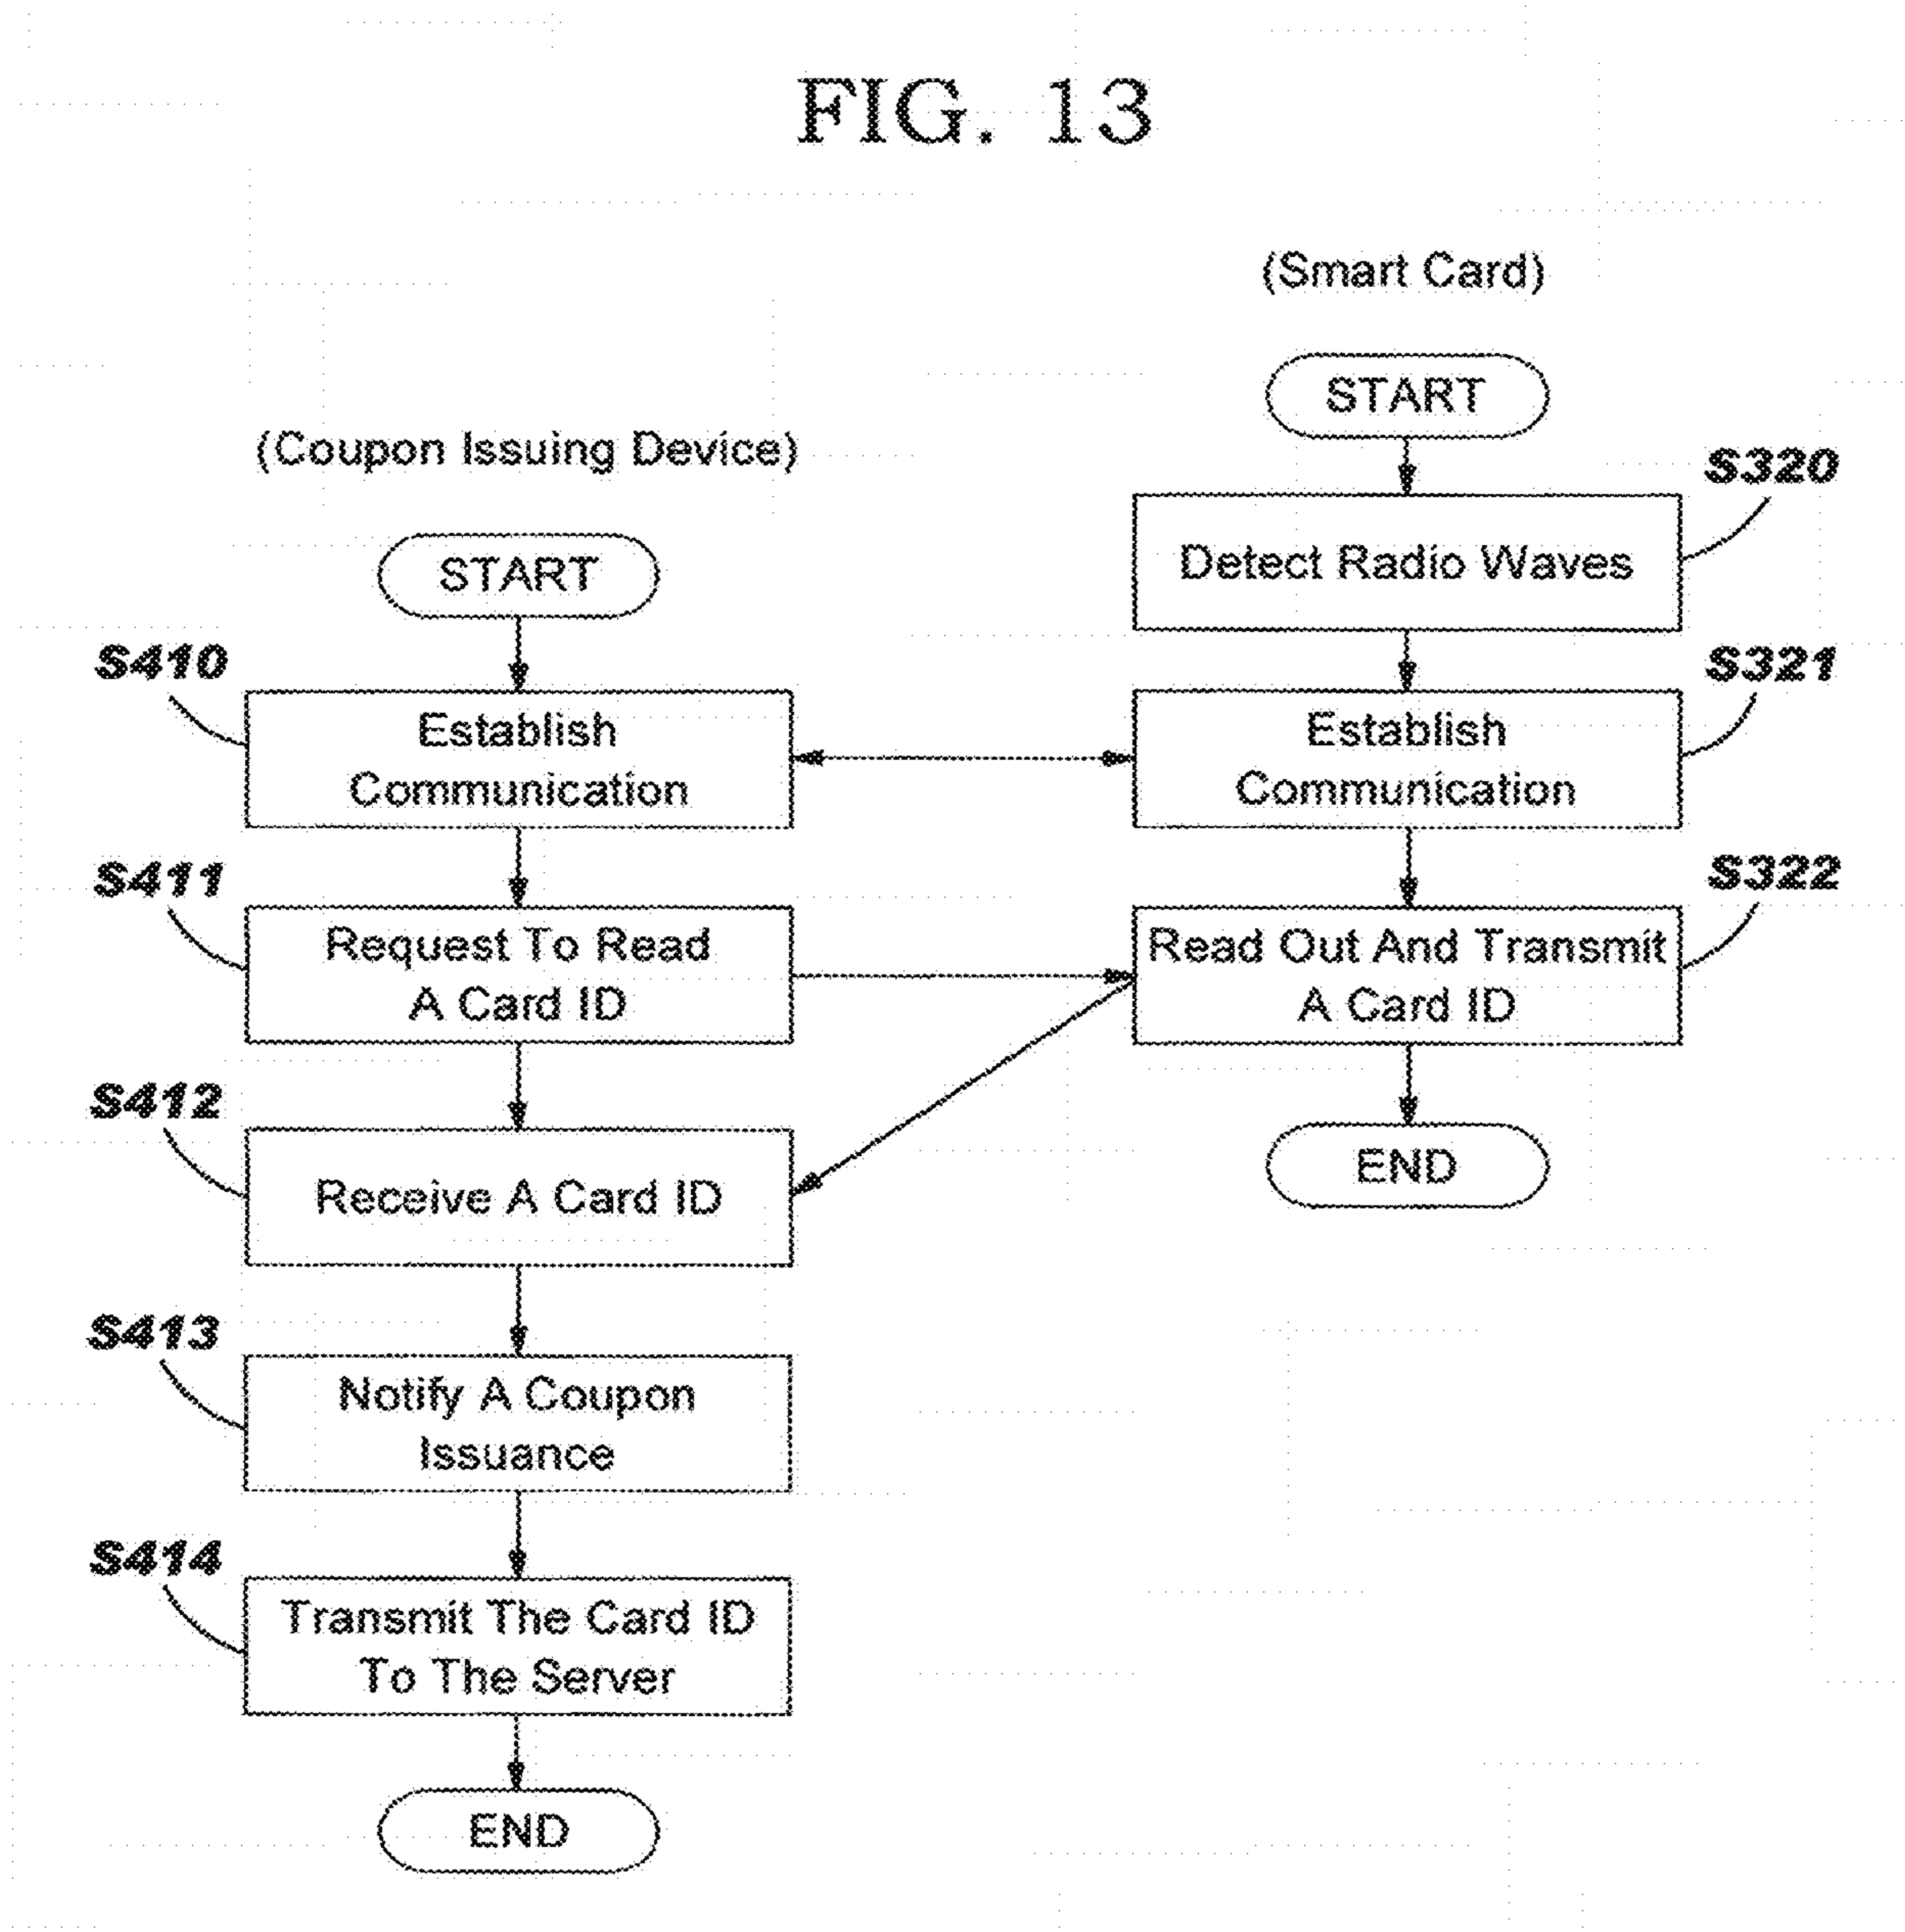 FIG. 13
(Smart Card)
START
S320
Detect Radio Waves
S321
Establish
Communication
S322
Read Out And Transmit
A Card ID
END
(Coupon Issuing Device)
START
S410
Establish
Communication
S411
Request To Read
A Card ID
S412
Receive A Card ID
S413
Notify A Coupon
Issuance
S414
Transmit The Card ID
To The Server
END